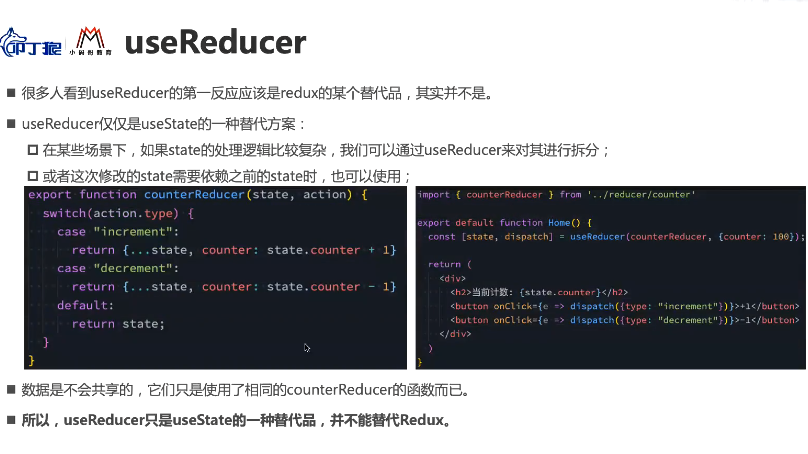 叩丁狼
小码哥教育
useReducer
很多人看到useReducer的第一反应应该是redux的某个替代品，其实并不是。
useReducer仅仅是useState的一种替代方案：
在某些场景下，如果state的处理逻辑比较复杂，我们可以通过useReducer来对其进行拆分；
或者这次修改的state需要依赖之前的state时，也可以使用；
export function counterReducer(state, action) {
switch(action.type) {
case "increment":
return {...state, counter: state.counter + 1}
case "decrement":
return {...state, counter: state.counter - 1}
default:
return state;
}
}
import { counterReducer } from '../reducer/counter'
export default function Home() {
const [state, dispatch] = useReducer(counterReducer, {counter: 100});
return (
<div>
<h2>当前计数: {state.counter}</h2>
<button onClick={e => dispatch({type: "increment"})}>+1</button>
<button onClick={e => dispatch({type: "decrement"})}>-1</button>
</div>
)
}
数据是不会共享的，它们只是使用了相同的counterReducer的函数而已。
所以，useReducer只是useState的一种替代品，并不能替代Redux。